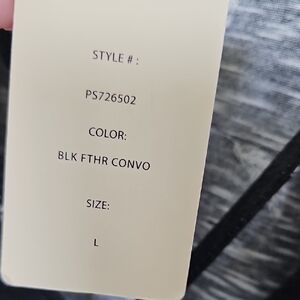 STYLE # :
PS726502
COLOR:
BLK FTHR CONVO
SIZE:
L